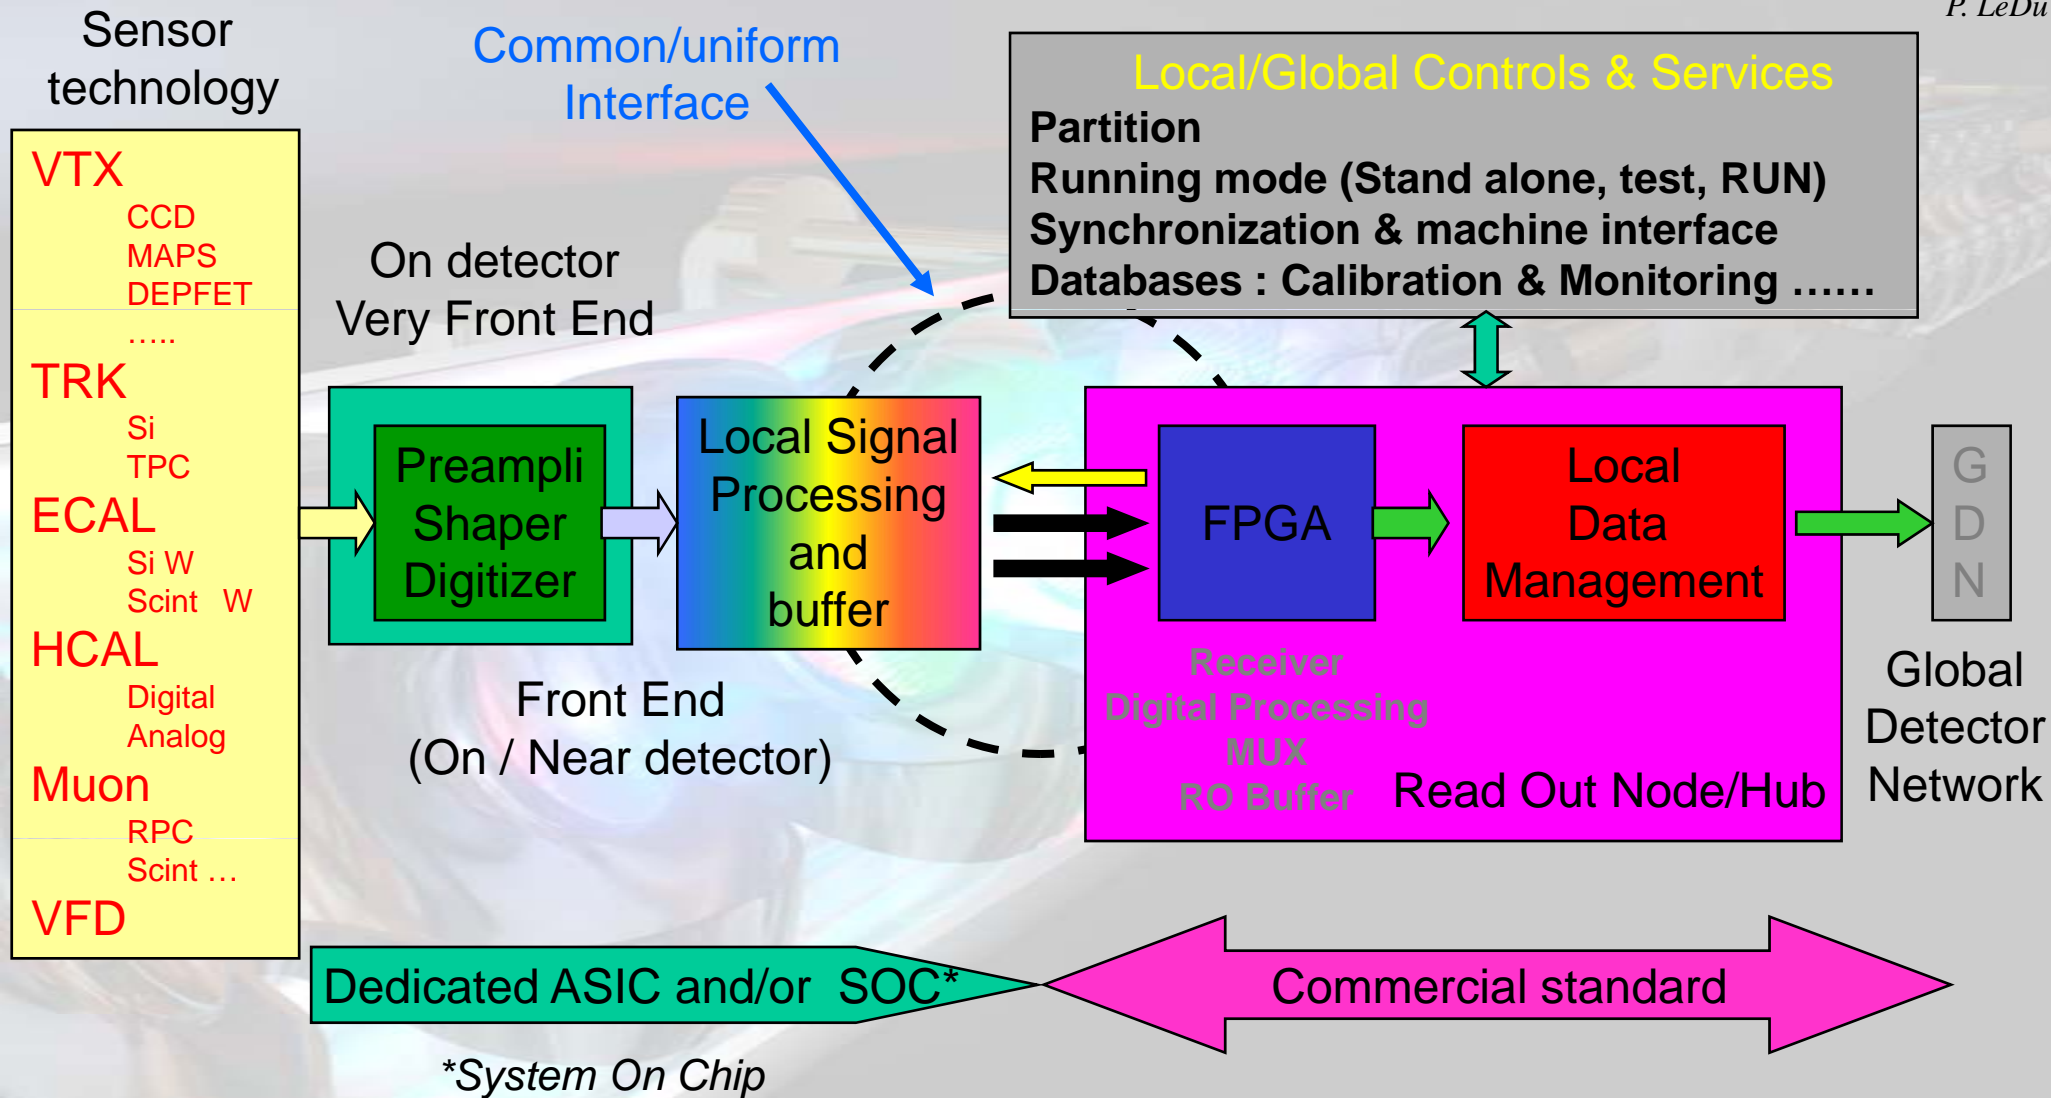 P. LeDu
Sensor
technology
VTX
CCD
MAPS
DEPFET
…..
TRK
Si
TPC
ECAL
Si W
Scint W
HCAL
Digital
Analog
Muon
RPC
Scint …
VFD
Common/uniform
Interface
Local/Global Controls & Services
Partition
Running mode (Stand alone, test, RUN)
Synchronization & machine interface
Databases : Calibration & Monitoring ……
On detector
Very Front End
Preampli
Shaper
Digitizer
Local Signal
Processing
and
buffer
Front End
(On / Near detector)
FPGA
Local
Data
Management
Receiver
Digital Processing
MUX
RO Buffer
Read Out Node/Hub
G
D
N
Global
Detector
Network
Dedicated ASIC and/or SOC*
Commercial standard
*System On Chip